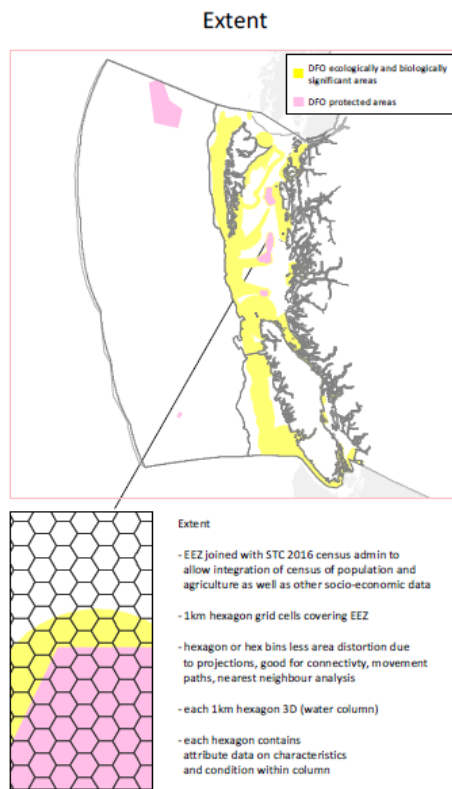 Extent
DFO ecologically and biologically
significant areas
DFO protected areas
Extent
- EEZ joined with STC 2016 census admin to
allow integration of census of population and
agriculture as well as other socio-economic data
- 1km hexagon grid cells covering EEZ
- hexagon or hex bins less area distortion due
to projections, good for connectivty, movement
paths, nearest neighbour analysis
- each 1km hexagon 3D (water column)
- each hexagon contains
attribute data on characteristics
and condition within column